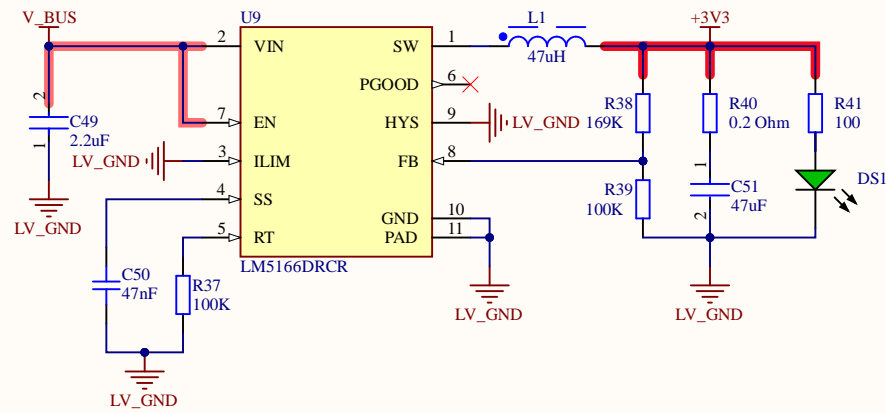 V_BUS
U9
2
VIN
SW
1
L1
47uH
+3V3
PGOOD
6
2
C49
2.2uF
1
7
EN
HYS
9
LV_GND
R38
169K
R40
0.2 Ohm
R41
100
LV_GND
3
ILIM
FB
8
LV_GND
4
SS
R39
100K
1
C51
47uF
2
DS1
5
RT
GND
10
PAD
11
LM5166DRCR
C50
47nF
R37
100K
LV_GND
LV_GND
LV_GND